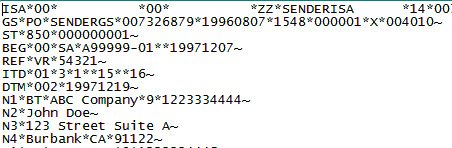 ISA*00*          *00*          *ZZ*SENDERISA      *14*00
GS*PO*SENDERGS*007326879*19960807*1548*000001*X*004010~
ST*850*000000001~
BEG*00*SA*A99999-01**19971207~
REF*VR*54321~
ITD*01*3*1**15**16~
DTM*002*19971219~
N1*BT*ABC Company*9*1223334444~
N2*John Doe~
N3*123 Street Suite A~
N4*Burbank*CA*91122~